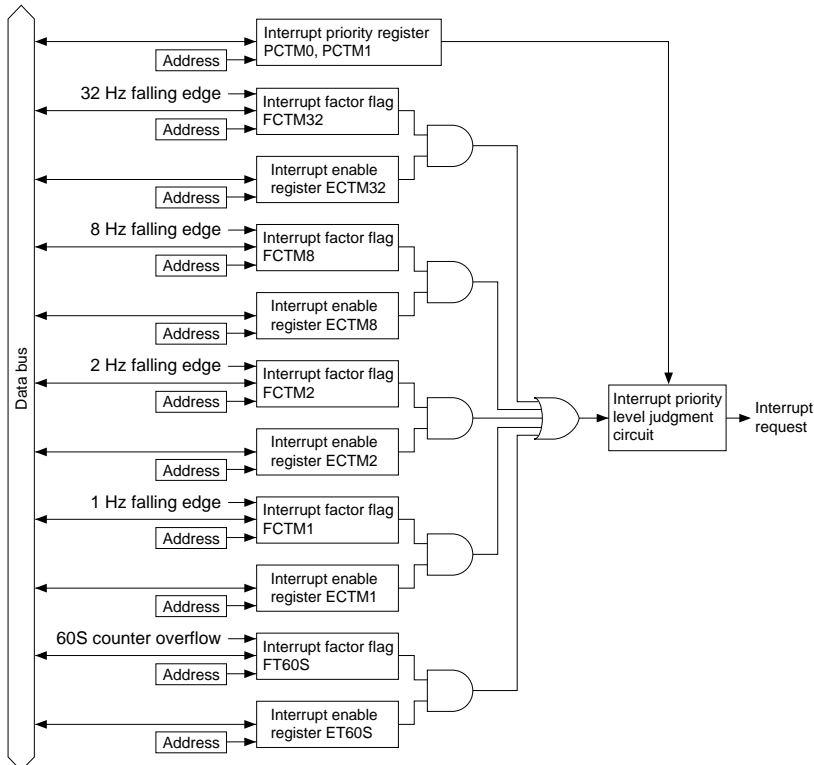 Data bus
Interrupt priority register
PCTM0, PCTM1
Address
32 Hz falling edge
Interrupt factor flag
FCTM32
Address
Interrupt enable
register ECTM32
Address
8 Hz falling edge
Interrupt factor flag
FCTM8
Address
Interrupt enable
register ECTM8
Address
2 Hz falling edge
Interrupt factor flag
FCTM2
Address
Interrupt enable
register ECTM2
Address
1 Hz falling edge
Interrupt factor flag
FCTM1
Address
Interrupt enable
register ECTM1
Address
60S counter overflow
Interrupt factor flag
FT60S
Address
Interrupt enable
register ET60S
Address
Interrupt priority
level judgment
circuit
Interrupt
request